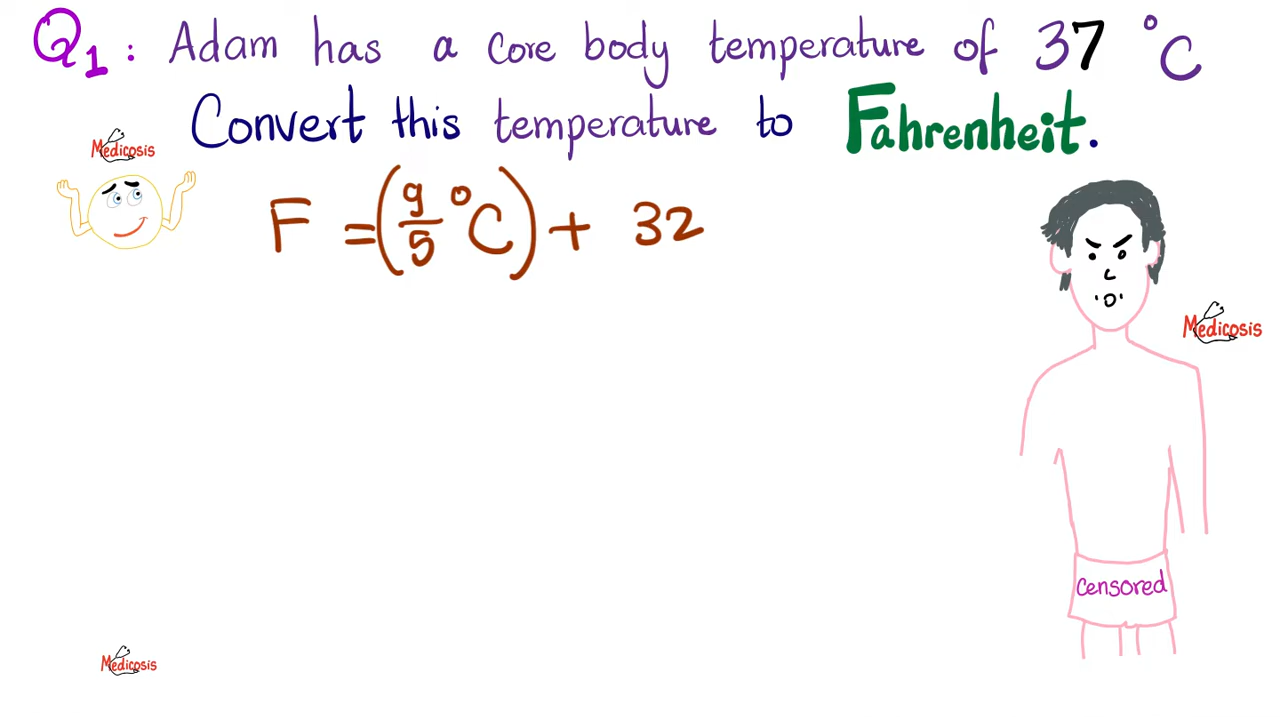 Q1: Adam has a core body temperature of 37 °C
Convert this temperature to Fahrenheit.
Medicosis
F = (9/5 °C) + 32
Medicosis
Censored
Medicosis